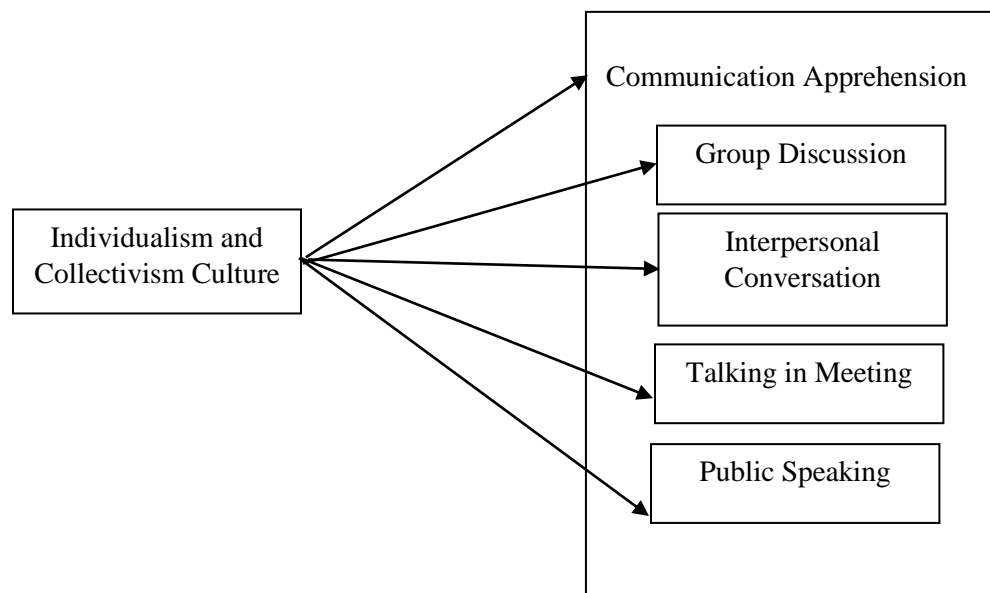 Communication Apprehension
Group Discussion
Individualism and
Collectivism Culture
Interpersonal
Conversation
Talking in Meeting
Public Speaking